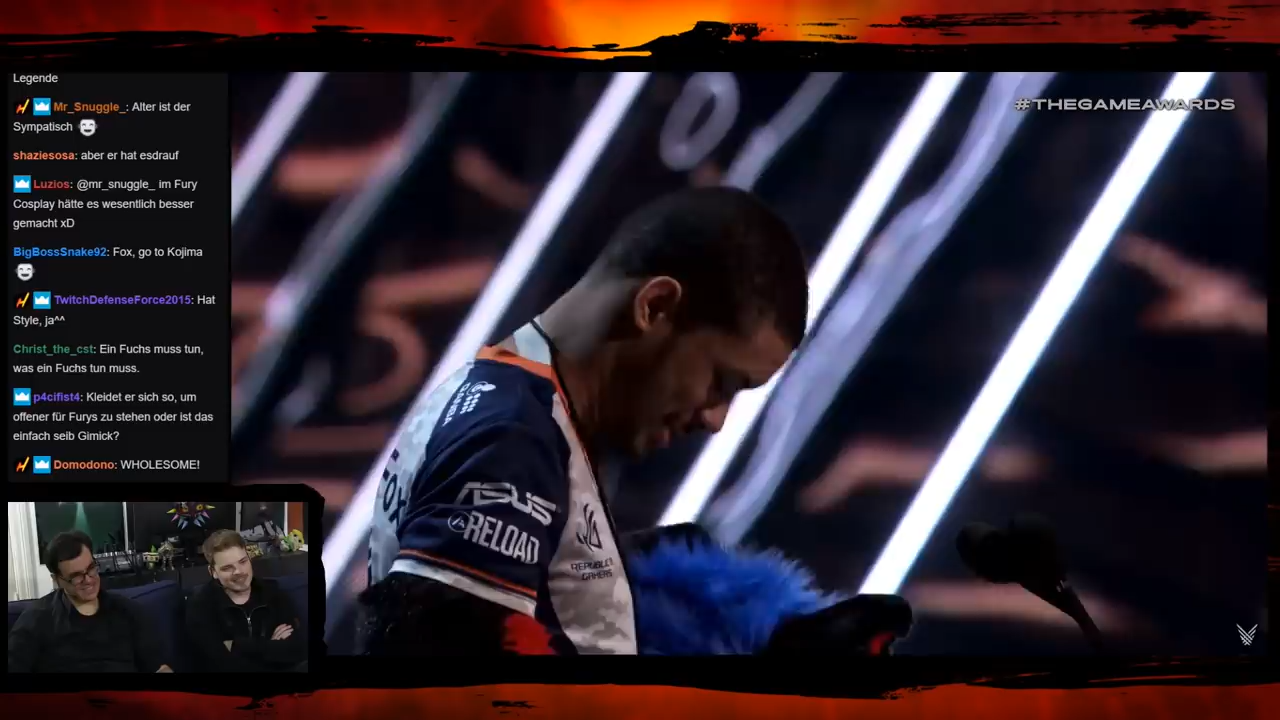 Legende
Mr_Snuggle_: Alter ist der
Sympatisch
shaziesosa: aber er hat esdrauf
Luzios: @mr_snuggle_ im Fury
Cosplay hätte es wesentlich besser
gemacht xD
BigBossSnake92: Fox, go to Kojima
TwitchDefenseForce2015: Hat
Style, ja^^
Christ_the_cst: Ein Fuchs muss tun,
was ein Fuchs tun muss.
p4cifist4: Kleidet er sich so, um
offener für Furys zu stehen oder ist das
einfach seib Gimick?
Domodono: WHOLESOME!
#THEGAMEAWARDS
FOX
ASUS
RELOAD
REPUBLIC
GAMERS